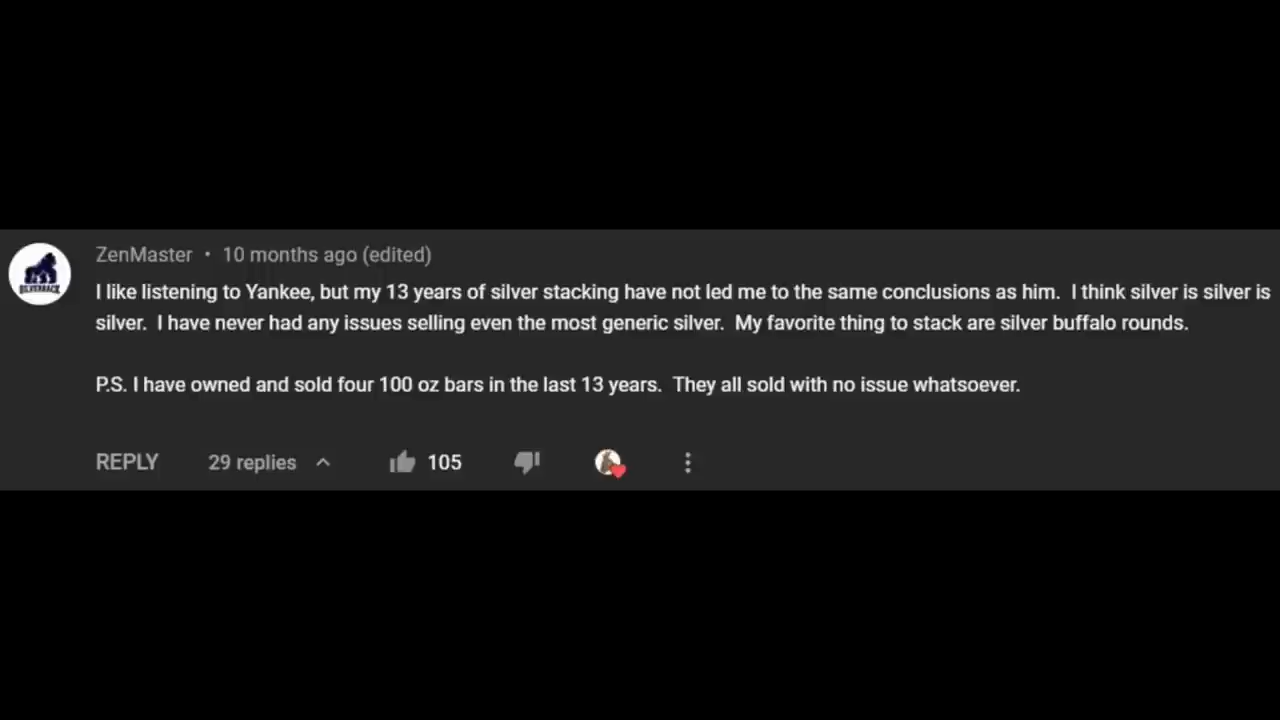 ZenMaster • 10 months ago (edited)
I like listening to Yankee, but my 13 years of silver stacking have not led me to the same conclusions as him.  I think silver is silver is
silver.  I have never had any issues selling even the most generic silver.  My favorite thing to stack are silver buffalo rounds.
P.S. I have owned and sold four 100 oz bars in the last 13 years.  They all sold with no issue whatsoever.
REPLY 29 replies 105
SILVERBACK